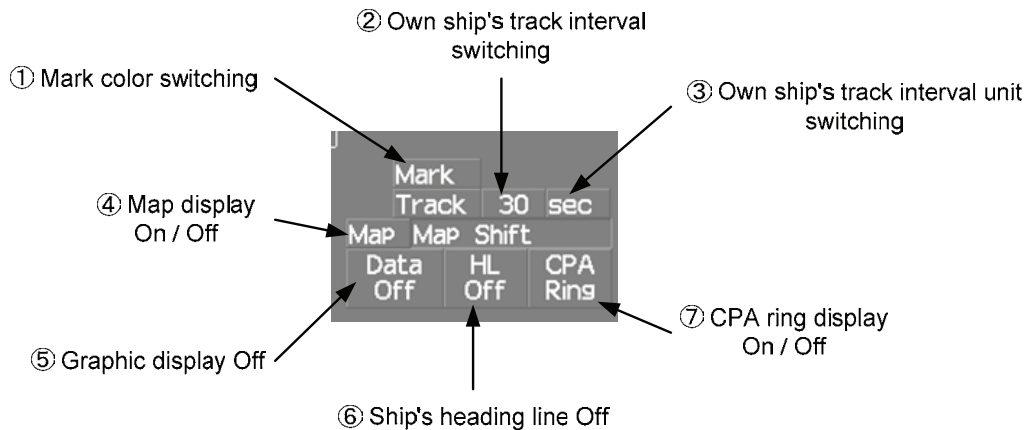 ② Own ship's track interval
switching
① Mark color switching
③ Own ship's track interval unit
switching
Mark
Track 30 sec
④ Map display
On / Off
Map Map Shift
Data HL CPA
Off Off Ring
⑦ CPA ring display
On / Off
⑤ Graphic display Off
⑥ Ship's heading line Off